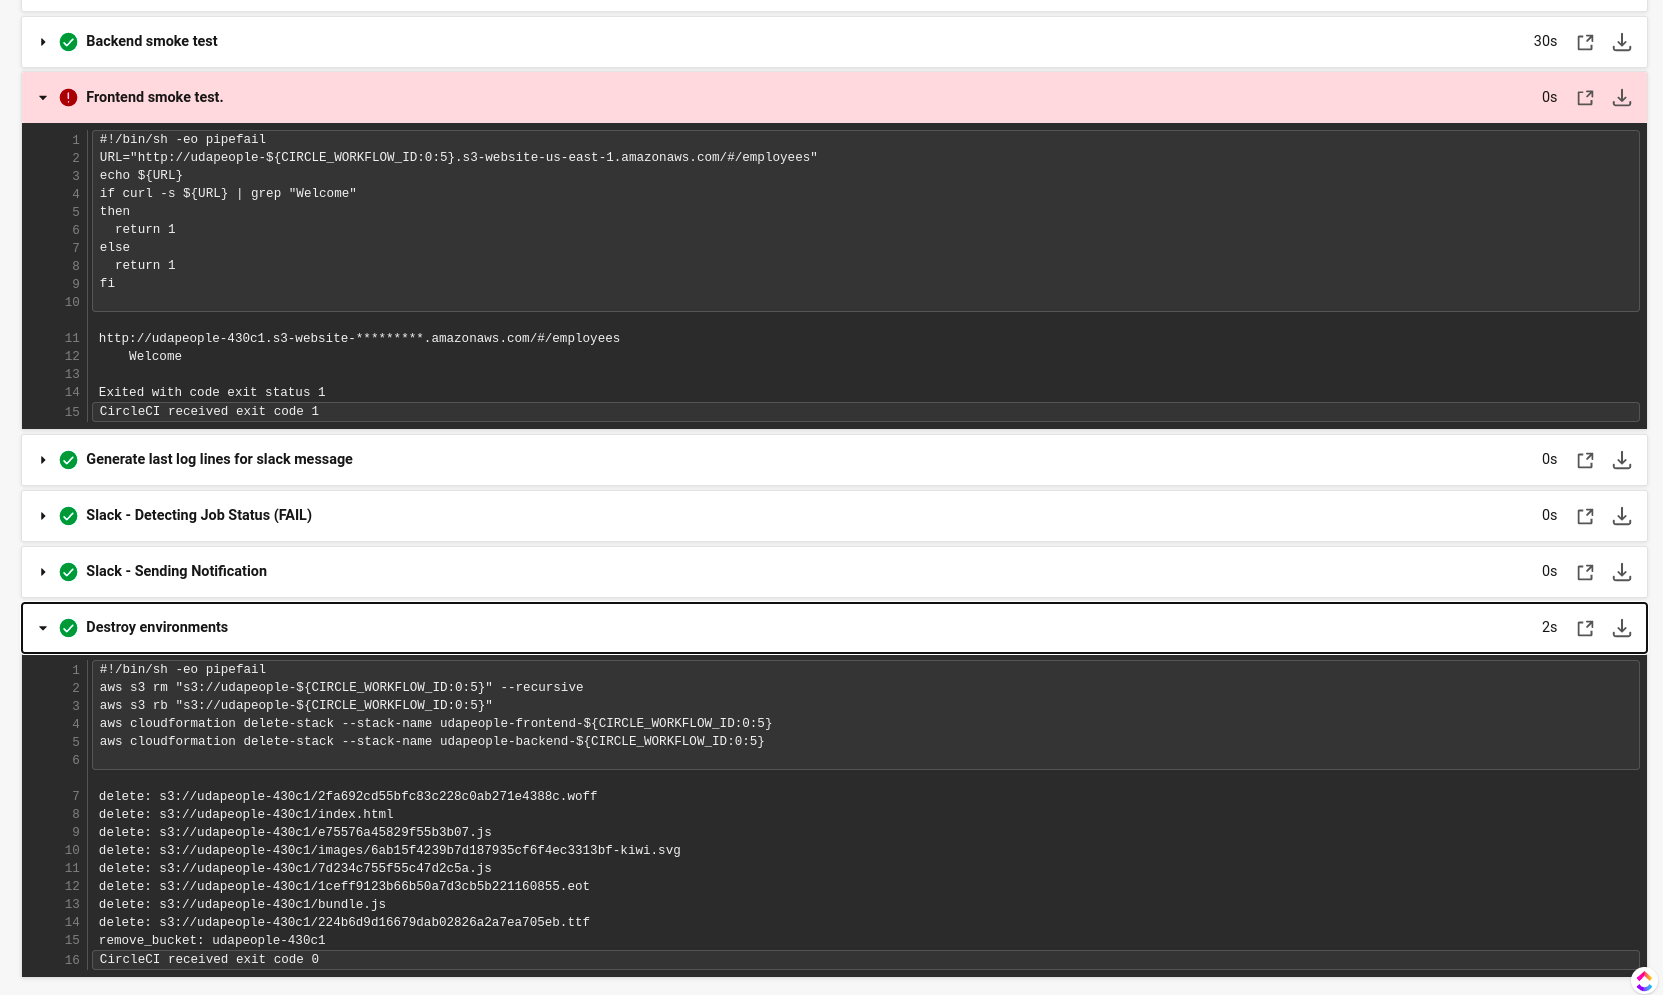 Backend smoke test 30s
Frontend smoke test. 0s
1 #!/bin/sh -eo pipefail
2 URL="http://udapeople-${CIRCLE_WORKFLOW_ID:0:5}.s3-website-us-east-1.amazonaws.com/#/employees"
3 echo ${URL}
4 if curl -s ${URL} | grep "Welcome"
5 then
6 return 1
7 else
8 return 1
9 fi
10
11 http://udapeople-430c1.s3-website-*********.amazonaws.com/#/employees
12 Welcome
13
14 Exited with code exit status 1
15 CircleCI received exit code 1
Generate last log lines for slack message 0s
Slack - Detecting Job Status (FAIL) 0s
Slack - Sending Notification 0s
Destroy environments 2s
1 #!/bin/sh -eo pipefail
2 aws s3 rm "s3://udapeople-${CIRCLE_WORKFLOW_ID:0:5}" --recursive
3 aws s3 rb "s3://udapeople-${CIRCLE_WORKFLOW_ID:0:5}"
4 aws cloudformation delete-stack --stack-name udapeople-frontend-${CIRCLE_WORKFLOW_ID:0:5}
5 aws cloudformation delete-stack --stack-name udapeople-backend-${CIRCLE_WORKFLOW_ID:0:5}
6
7 delete: s3://udapeople-430c1/2fa692cd55bfc83c228c0ab271e4388c.woff
8 delete: s3://udapeople-430c1/index.html
9 delete: s3://udapeople-430c1/e75576a45829f55b3b07.js
10 delete: s3://udapeople-430c1/images/6ab15f4239b7d187935cf6f4ec3313bf-kiwi.svg
11 delete: s3://udapeople-430c1/7d234c755f55c47d2c5a.js
12 delete: s3://udapeople-430c1/1ceff9123b66b50a7d3cb5b221160855.eot
13 delete: s3://udapeople-430c1/bundle.js
14 delete: s3://udapeople-430c1/224b6d9d16679dab02826a2a7ea705eb.ttf
15 remove_bucket: udapeople-430c1
16 CircleCI received exit code 0